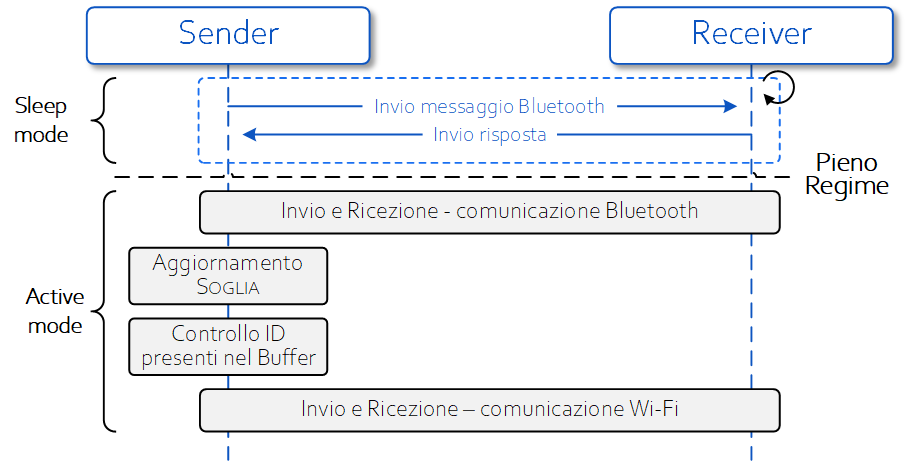 Sender
Receiver
Sleep
mode
Invio messaggio Bluetooth
Invio risposta
Pieno
Regime
Invio e Ricezione - comunicazione Bluetooth
Aggiornamento
SOGLIA
Active
mode
Controllo ID
presenti nel Buffer
Invio e Ricezione – comunicazione Wi-Fi